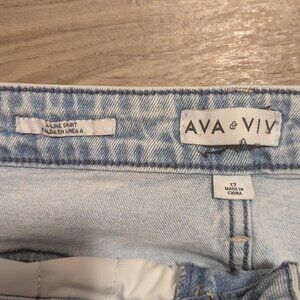 A-LINE SKIRT
FALDA EN LINEA A
AVA & VIV
17
MADE IN
CHINA